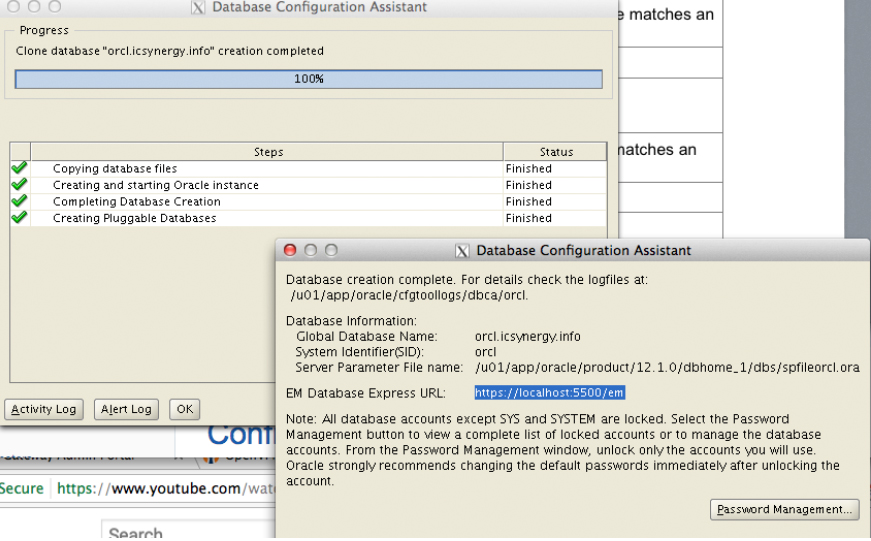 Database Configuration Assistant
e matches an
Progress
Clone database "orcl.icsynergy.info" creation completed
100%
Steps
Status
matches an
Copying database files
Finished
Creating and starting Oracle instance
Finished
Completing Database Creation
Finished
Creating Pluggable Databases
Finished
Database Configuration Assistant
Database creation complete. For details check the logfiles at:
/u01/app/oracle/cfgtoollogs/dbca/orcl.
Database Information:
Global Database Name: orcl.icsynergy.info
System Identifier(SID): orcl
Server Parameter File name: /u01/app/oracle/product/12.1.0/dbhome_1/dbs/spfileorcl.ora
EM Database Express URL: https://localhost:5500/em
Activity Log
Alert Log
OK
Note: All database accounts except SYS and SYSTEM are locked. Select the Password
Management button to view a complete list of locked accounts or to manage the database
accounts. From the Password Management window, unlock only the accounts you will use.
Oracle strongly recommends changing the default passwords immediately after unlocking the
account.
Password Management...
Confi
Secure https://www.youtube.com/wat
Search